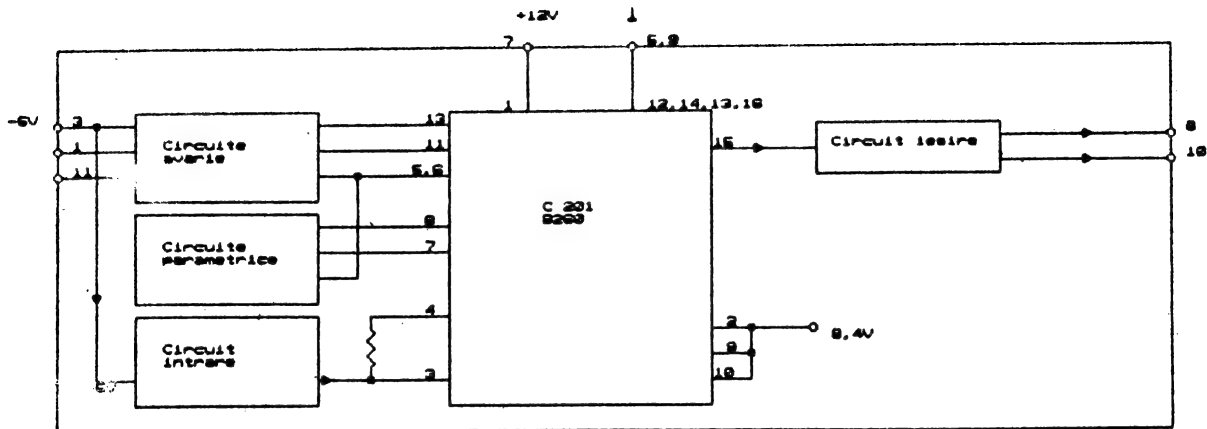 +12V
7
5,9
1
12,14,13,16
-6V
3
1
11
Circuite
avarie
13
11
5,6
15
Circuit iesire
8
10
C 201
Circuite
parametrice
8
7
Circuit
intrare
4
3
2
9
10
8,4V